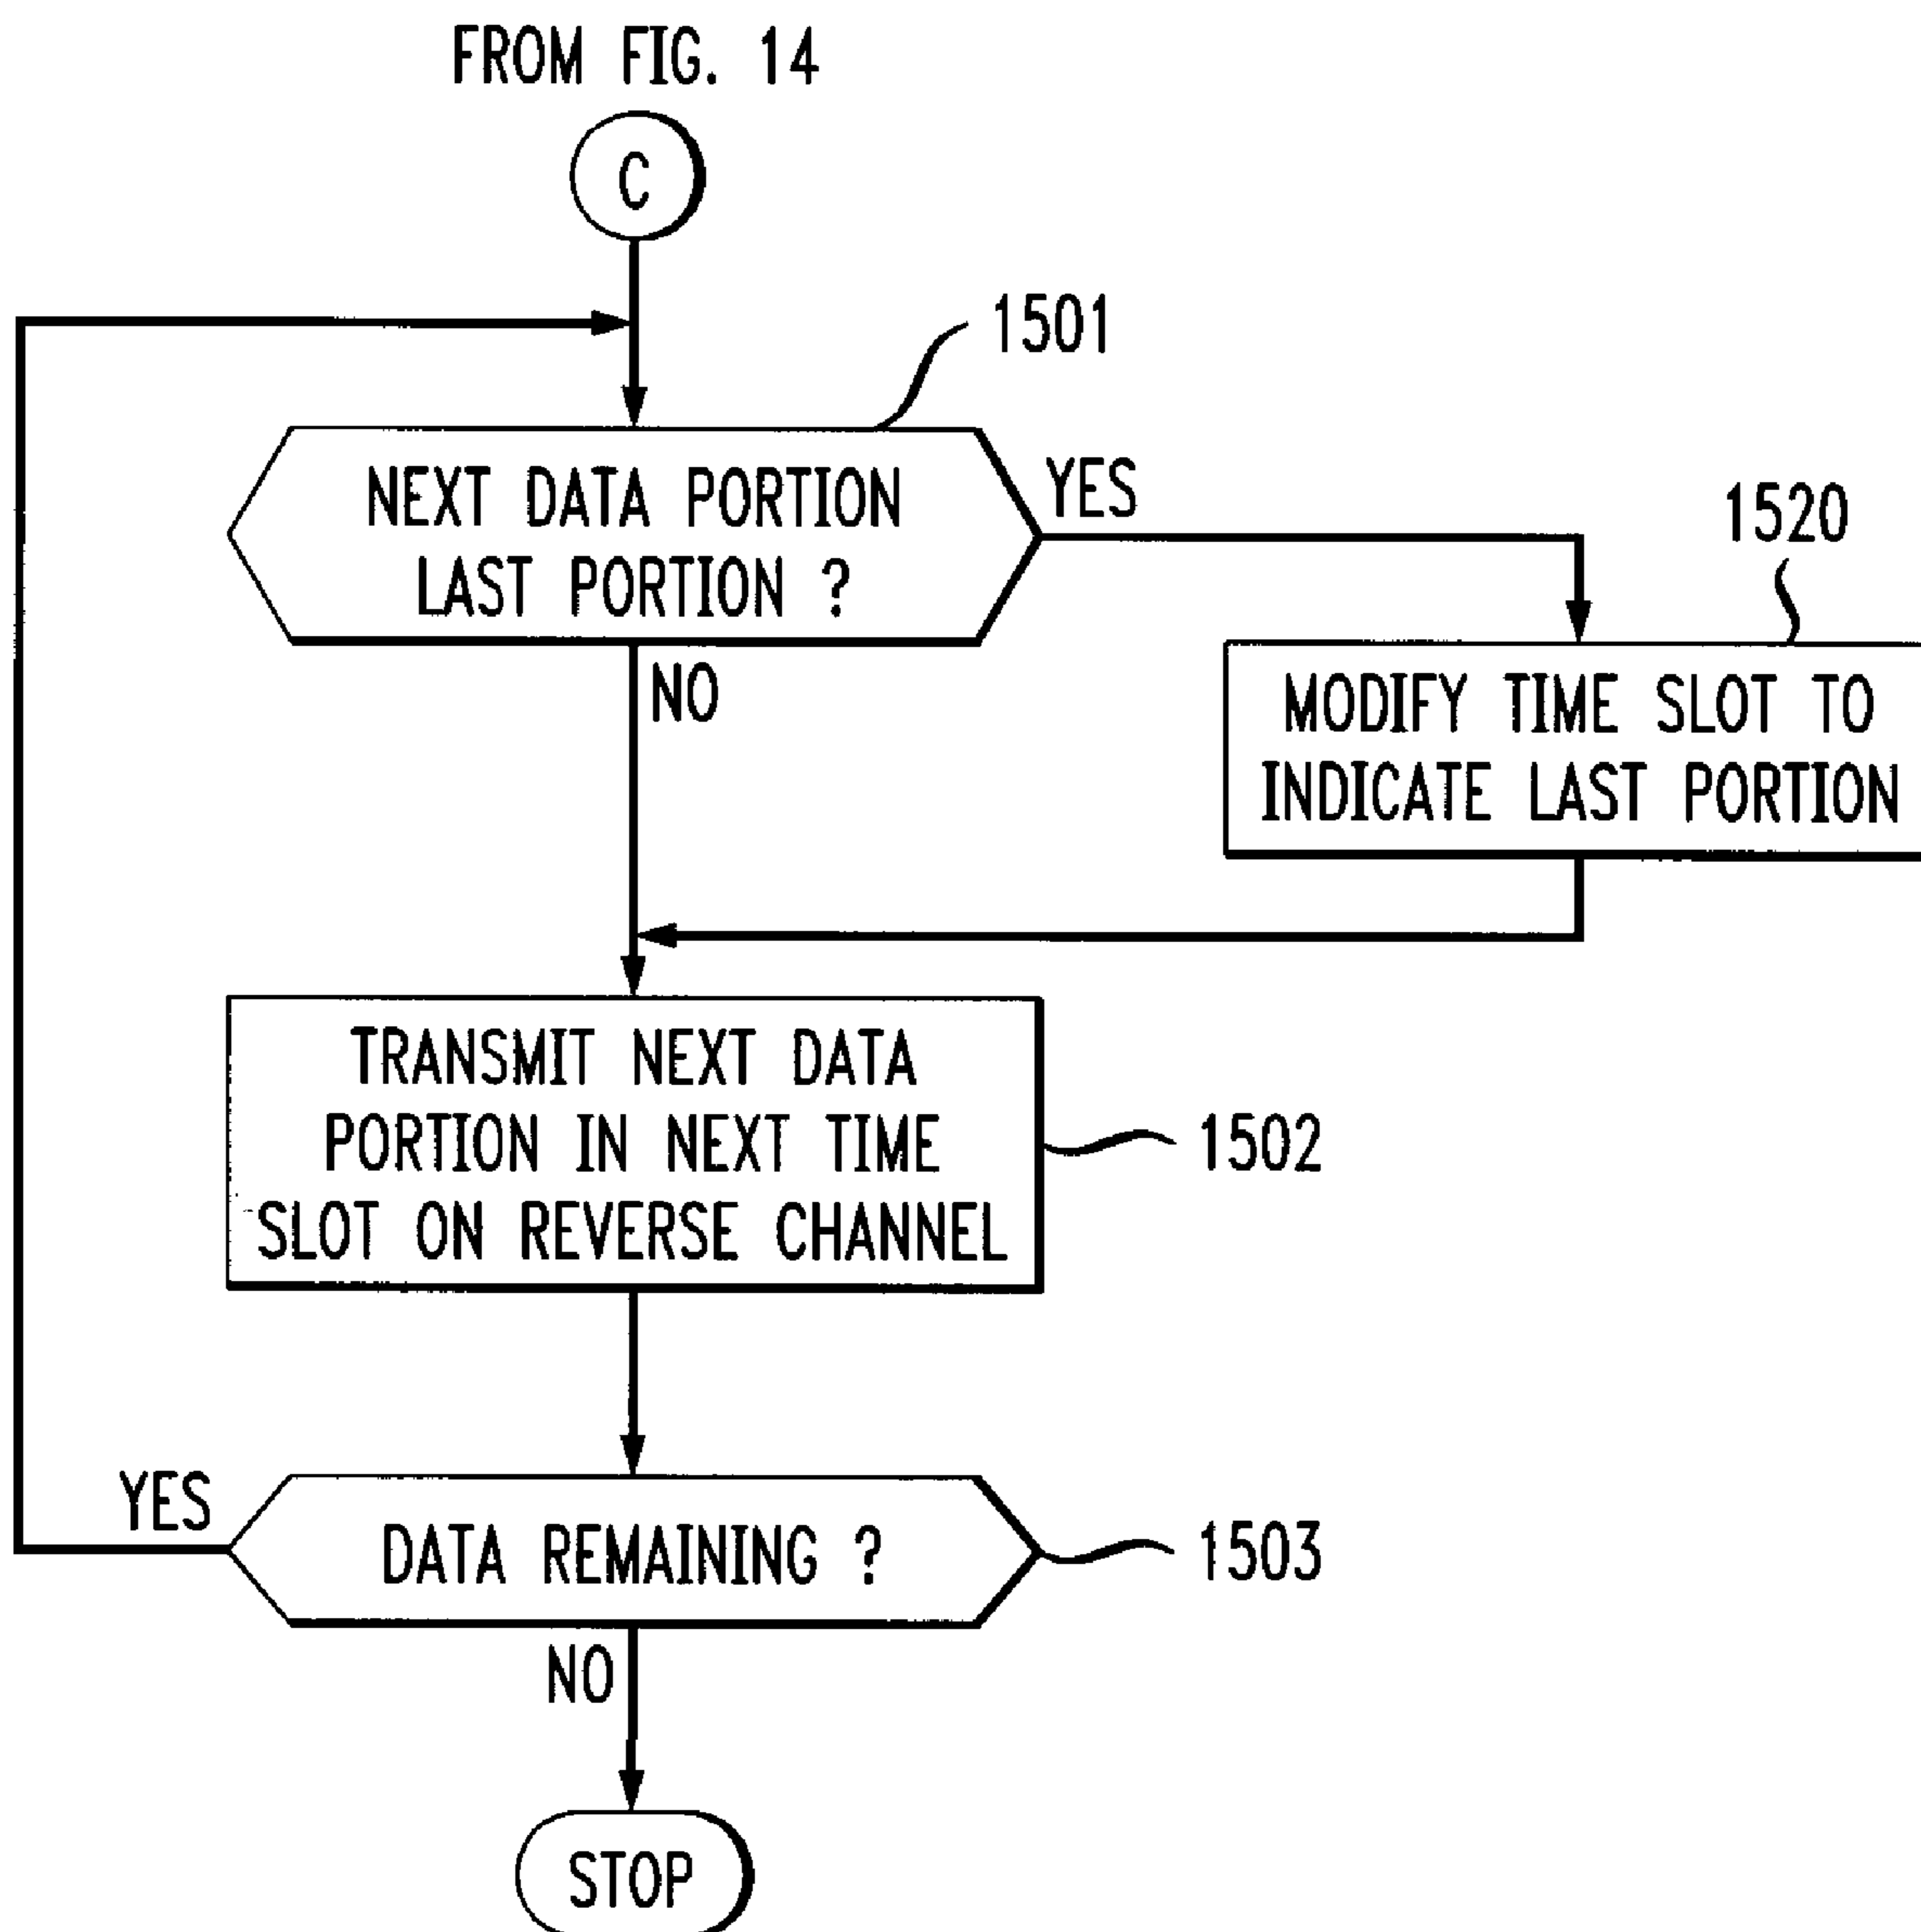 FROM FIG. 14
C
1501
NEXT DATA PORTION
LAST PORTION ?
YES
1520
MODIFY TIME SLOT TO
INDICATE LAST PORTION
NO
TRANSMIT NEXT DATA
PORTION IN NEXT TIME
SLOT ON REVERSE CHANNEL
1502
YES
DATA REMAINING ?
1503
NO
STOP